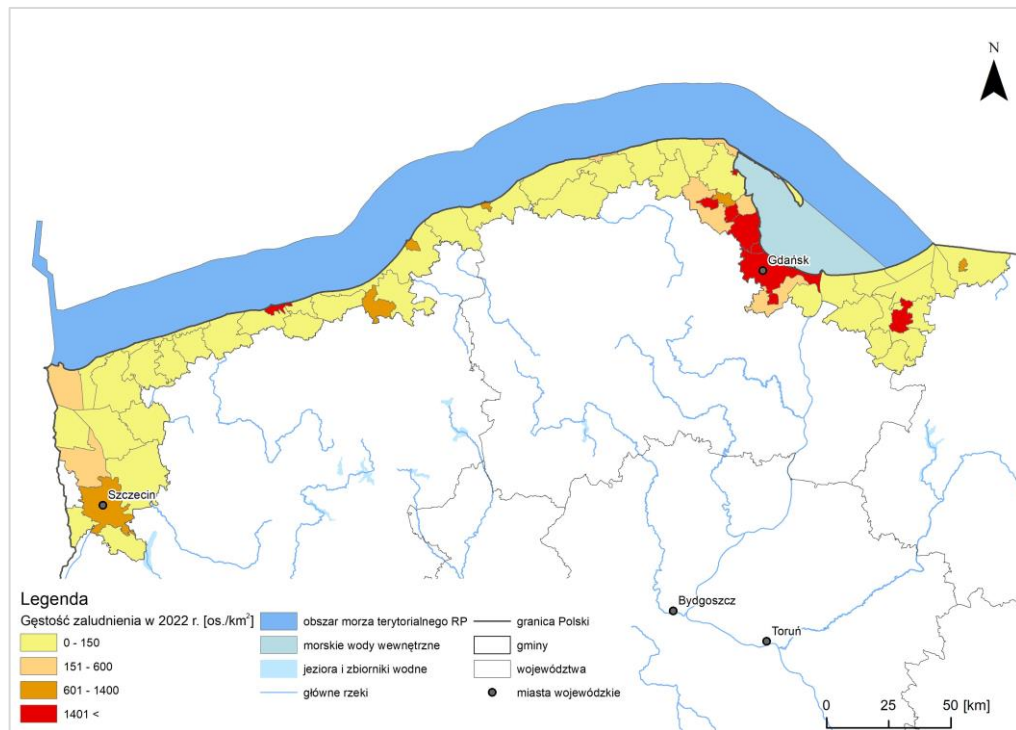 N
Gdańsk
Szczecin
Bydgoszcz
Toruń
Legenda
Gęstość zaludnienia w 2022 r. [os./km²]
0 - 150
151 - 600
601 - 1400
1401 <
obszar morza terytorialnego RP
morskie wody wewnętrzne
jeziora i zbiorniki wodne
główne rzeki
granica Polski
gminy
województwa
miasta wojewódzkie
0 25 50 [km]